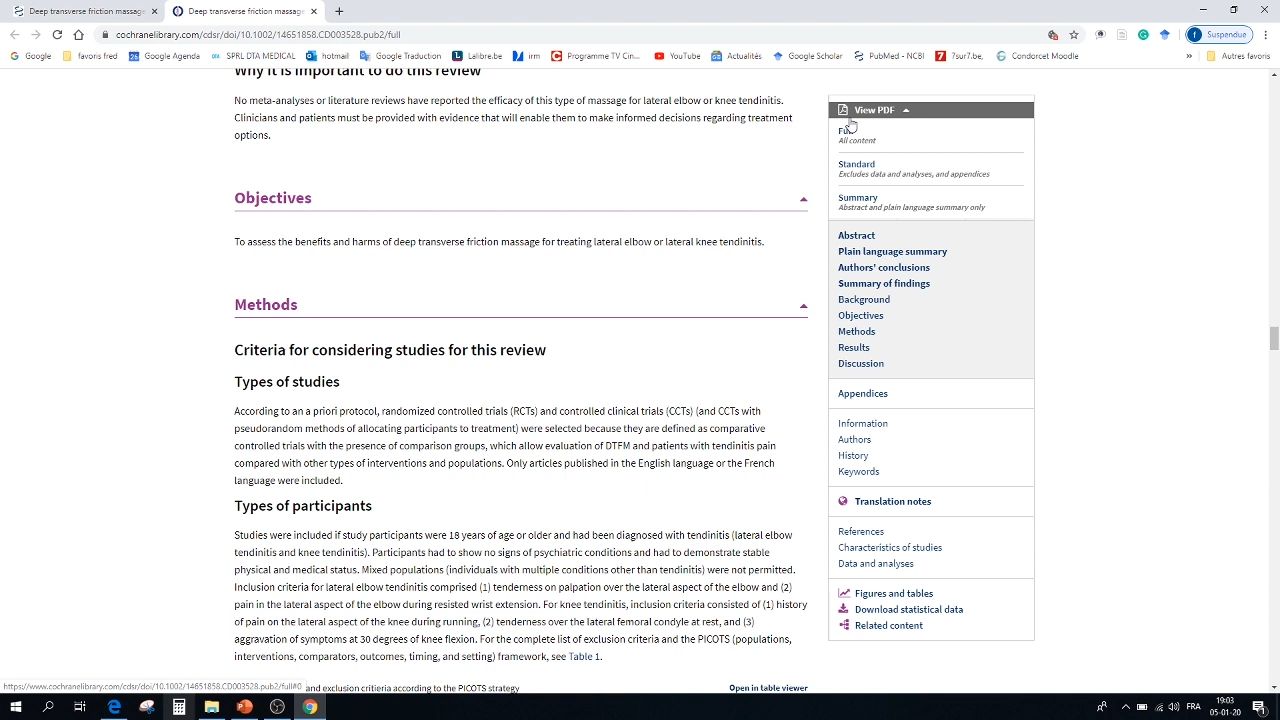 Deep transverse friction massage
Deep transverse friction massage
cochranelibrary.com/cdsr/doi/10.1002/14651858.CD003528.pub2/full
Suspendue
Google
favoris fred
Google Agenda
SPRL DTA MEDICAL
hotmail
Google Traduction
Lalibre.be
irm
Programme TV Cin...
YouTube
Actualités
Google Scholar
PubMed - NCBI
7sur7.be,
Condorcet Moodle
»
Autres favoris
Why it is important to do this review
No meta-analyses or literature reviews have reported the efficacy of this type of massage for lateral elbow or knee tendinitis.
Clinicians and patients must be provided with evidence that will enable them to make informed decisions regarding treatment
options.
Objectives
To assess the benefits and harms of deep transverse friction massage for treating lateral elbow or lateral knee tendinitis.
Methods
Criteria for considering studies for this review
Types of studies
According to an a priori protocol, randomized controlled trials (RCTs) and controlled clinical trials (CCTs) (and CCTs with
pseudorandom methods of allocating participants to treatment) were selected because they are defined as comparative
controlled trials with the presence of comparison groups, which allow evaluation of DTFM and patients with tendinitis pain
compared with other types of interventions and populations. Only articles published in the English language or the French
language were included.
Types of participants
Studies were included if study participants were 18 years of age or older and had been diagnosed with tendinitis (lateral elbow
tendinitis and knee tendinitis). Participants had to show no signs of psychiatric conditions and had to demonstrate stable
physical and medical status. Mixed populations (individuals with multiple conditions other than tendinitis) were not permitted.
Inclusion criteria for lateral elbow tendinitis comprised (1) tenderness on palpation over the lateral aspect of the elbow and (2)
pain in the lateral aspect of the elbow during resisted wrist extension. For knee tendinitis, inclusion criteria consisted of (1) history
of pain on the lateral aspect of the knee during running, (2) tenderness over the lateral femoral condyle at rest, and (3)
aggravation of symptoms at 30 degrees of knee flexion. For the complete list of exclusion criteria and the PICOTS (populations,
interventions, comparators, outcomes, timing, and setting) framework, see Table 1.
and exclusion criteria according to the PICOTS strategy
Open in table viewer
View PDF
Full
All content
Standard
Excludes data and analyses, and appendices
Summary
Abstract and plain language summary only
Abstract
Plain language summary
Authors' conclusions
Summary of findings
Background
Objectives
Methods
Results
Discussion
Appendices
Information
Authors
History
Keywords
Translation notes
References
Characteristics of studies
Data and analyses
Figures and tables
Download statistical data
Related content
https://www.cochranelibrary.com/cdsr/doi/10.1002/14651858.CD003528.pub2/full#0
FRA
19:03
05-01-20